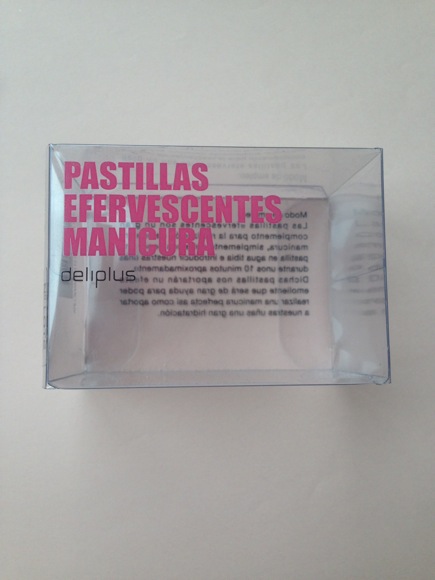 PASTILLAS
EFERVESCENTES
MANICURA
deliplus
Modo
Las pastillas efervescentes son un
complemento para la
manicura, simplemente
pastilla en agua tibia e introducir nuestras
durante unos 10 minutos aproximadamente.
Dichas pastillas nos aportarán un
emoliente que será de gran ayuda para poder
realizar una manicura perfecta así como aportar
a nuestras uñas una gran hidratación.